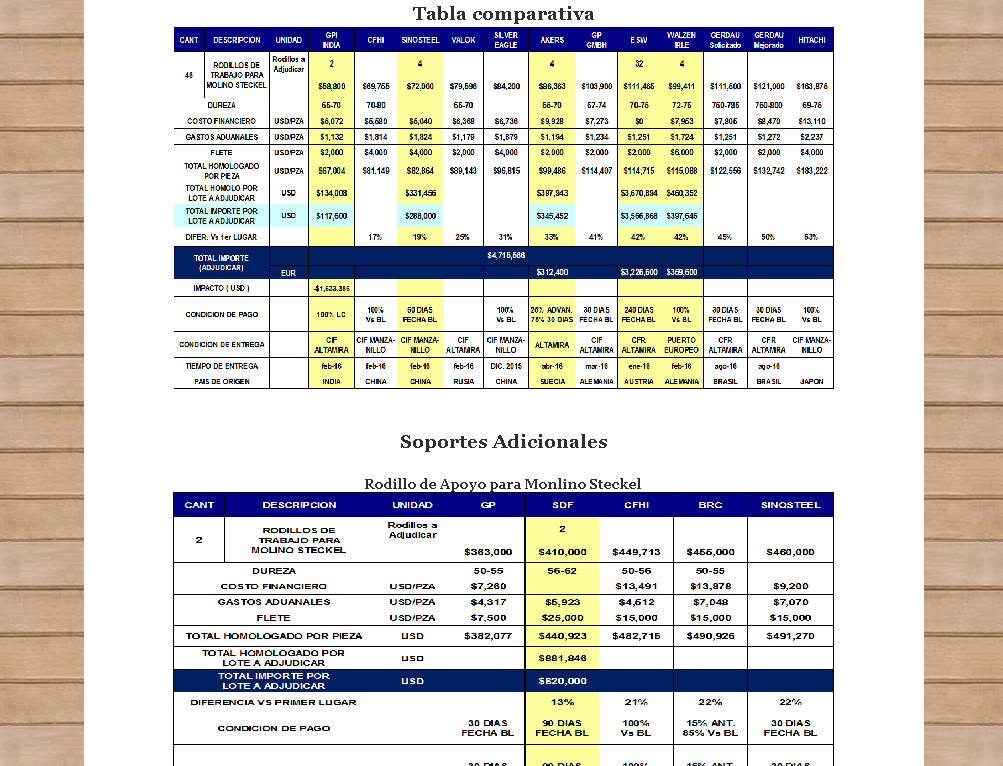 Tabla comparativa
CANT DESCRIPCION UNIDAD GPI INDIA CFHI SINOSTEEL VALOK SILVER EAGLE AKERS GP GMBH ESW WALZEN IRLE GERDAU Solicitado GERDAU Mejorado HITACHI
46 RODILLOS DE TRABAJO PARA MOLINO STECKEL Rodillos a Adjudicar 2 4 4 32 4
$58,800 $69,755 $72,000 $79,596 $84,200 $86,363 $103,900 $111,465 $99,411 $111,500 $121,000 $163,875
DUREZA 65-70 70-80 65-70 65-70 67-74 70-75 72-75 750-785 750-800 69-75
COSTO FINANCIERO USD/PZA $5,072 $5,580 $5,040 $6,368 $6,736 $9,928 $7,273 $0 $7,953 $7,805 $8,470 $13,110
GASTOS ADUANALES USD/PZA $1,132 $1,814 $1,824 $1,179 $1,879 $1,194 $1,234 $1,251 $1,724 $1,251 $1,272 $2,237
FLETE USD/PZA $2,000 $4,000 $4,000 $2,000 $4,000 $2,000 $2,000 $2,000 $6,000 $2,000 $2,000 $4,000
TOTAL HOMOLOGADO POR PIEZA USD/PZA $67,004 $81,149 $82,864 $89,143 $96,815 $99,486 $114,407 $114,715 $115,088 $122,556 $132,742 $183,222
TOTAL HOMOLO POR LOTE A ADJUDICAR USD $134,008 $331,456 $397,943 $3,670,894 $460,352
TOTAL IMPORTE POR LOTE A ADJUDICAR USD $117,600 $288,000 $345,452 $3,566,868 $397,645
DIFER. Vs 1er LUGAR 17% 19% 25% 31% 33% 41% 42% 42% 45% 50% 63%
TOTAL IMPORTE (ADJUDICAR) $4,715,566
EUR $312,400 $3,225,600 $359,600
IMPACTO ( USD )
CONDICION DE PAGO 100% LC 100% Vs BL 60 DIAS FECHA BL 100% Vs BL 25% ADVAN. 75% 30 DIAS 30 DIAS FECHA BL 240 DIAS FECHA BL 100% Vs BL 30 DIAS FECHA BL 30 DIAS FECHA BL 100% Vs BL
CONDICION DE ENTREGA CIF ALTAMIRA CIF MANZA-NILLO CIF MANZA-NILLO CIF ALTAMIRA CIF MANZA-NILLO ALTAMIRA CIF ALTAMIRA CFR ALTAMIRA PUERTO EUROPEO CFR ALTAMIRA CFR ALTAMIRA CIF MANZA-NILLO
TIEMPO DE ENTREGA feb-16 feb-16 feb-16 feb-16 DIC. 2015 abr-16 mar-16 ene-16 feb-16 ago-16 ago-16
PAIS DE ORIGEN INDIA CHINA CHINA RUSIA CHINA SUECIA ALEMANIA AUSTRIA ALEMANIA BRASIL BRASIL JAPON
Soportes Adicionales
Rodillo de Apoyo para Monlino Steckel
CANT DESCRIPCION UNIDAD GP SDF CFHI BRC SINOSTEEL
2 RODILLOS DE TRABAJO PARA MOLINO STECKEL Rodillos a Adjudicar 2
$363,000 $410,000 $449,713 $455,000 $460,000
DUREZA 50-55 56-62 50-56 50-55
COSTO FINANCIERO USD/PZA $7,260 $13,491 $13,878 $9,200
GASTOS ADUANALES USD/PZA $4,317 $5,923 $4,512 $7,048 $7,070
FLETE USD/PZA $7,500 $25,000 $15,000 $15,000 $15,000
TOTAL HOMOLOGADO POR PIEZA USD $382,077 $440,923 $482,716 $490,926 $491,270
TOTAL HOMOLOGADO POR LOTE A ADJUDICAR USD $881,846
TOTAL IMPORTE POR LOTE A ADJUDICAR USD $820,000
DIFERENCIA VS PRIMER LUGAR 13% 21% 22% 22%
CONDICION DE PAGO 30 DIAS FECHA BL 90 DIAS FECHA BL 100% Vs BL 15% ANT. 85% Vs BL 30 DIAS FECHA BL
30 DIAS 90 DIAS 100% 15% ANT. 30 DIAS